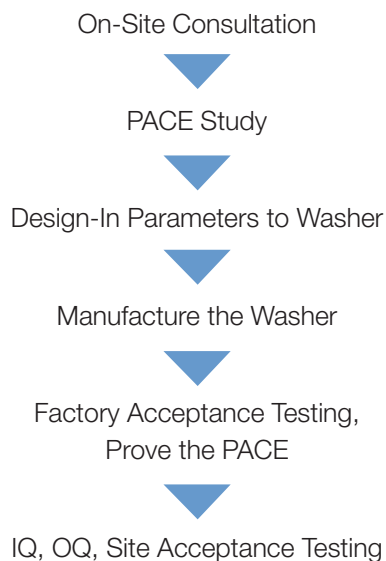 On-Site Consultation
PACE Study
Design-In Parameters to Washer
Manufacture the Washer
Factory Acceptance Testing,
Prove the PACE
IQ, OQ, Site Acceptance Testing